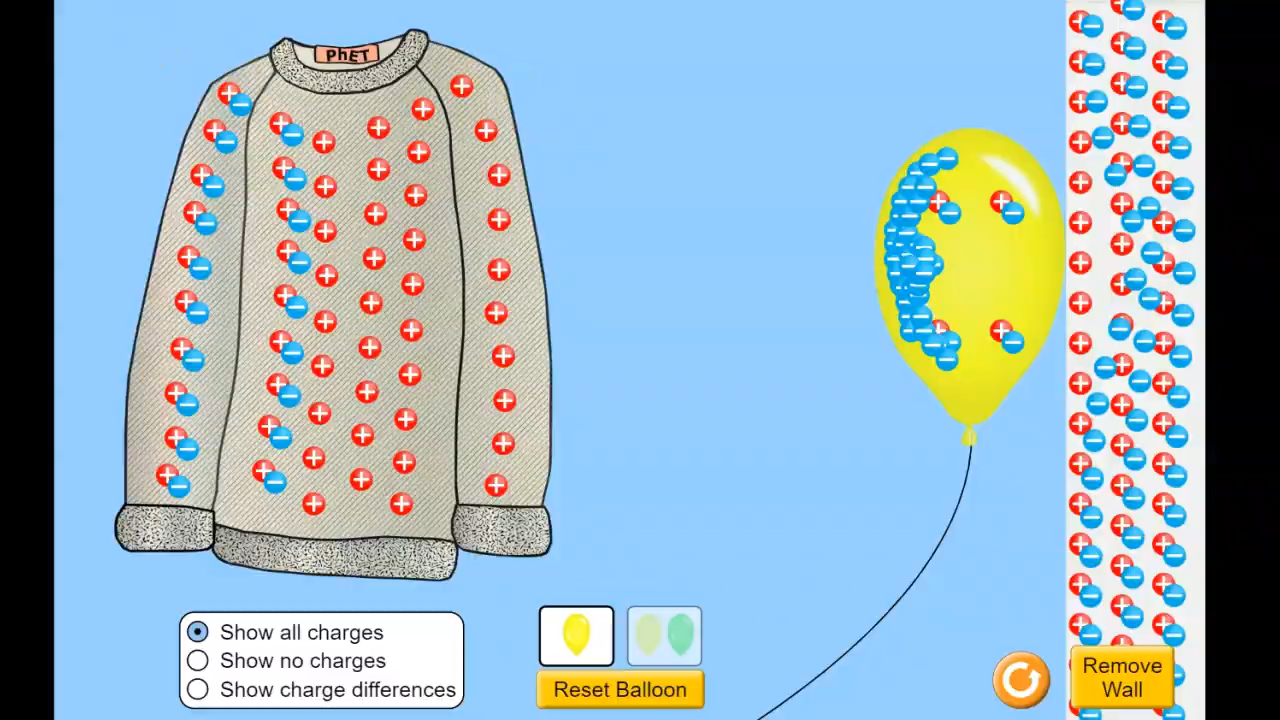 PhET
Show all charges
Show no charges
Show charge differences
Reset Balloon
Remove
Wall